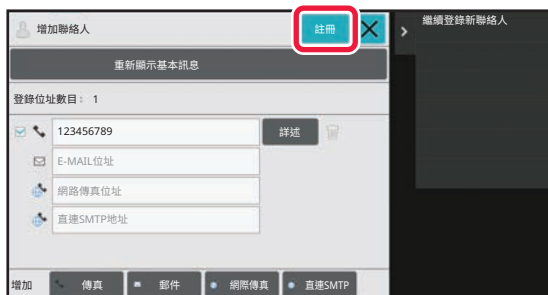 增加聯絡人
註冊
繼續登錄新聯絡人
重新顯示基本訊息
登錄位址數目： 1
123456789
詳述
E-MAIL位址
網路傳真位址
直連SMTP地址
增加
傳真
郵件
網際傳真
直連SMTP